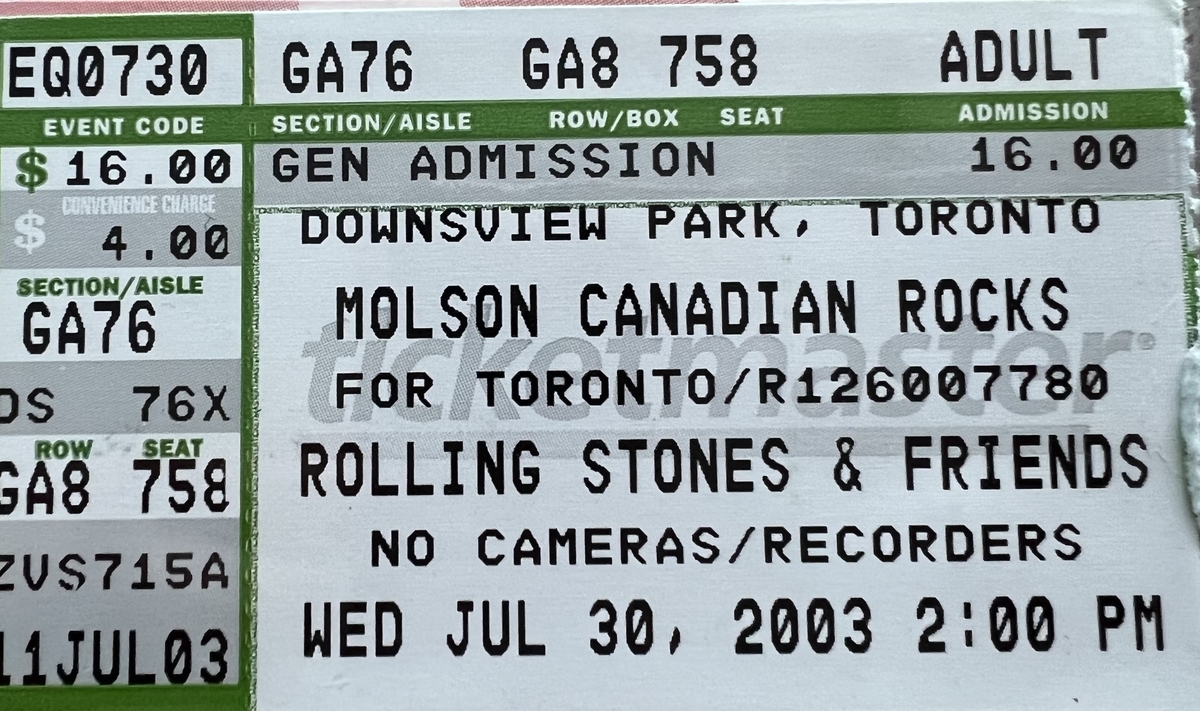 EQ0730 GA76 GA8 758 ADULT
EVENT CODE SECTION/AISLE ROW/BOX SEAT ADMISSION
$ 16.00 GEN ADMISSION 16.00
CONVENIENCE CHARGE
$ 4.00
DOWNSVIEW PARK, TORONTO
SECTION/AISLE
GA76
MOLSON CANADIAN ROCKS
ticketmaster®
76X
FOR TORONTO/R126007780
ROW SEAT
GA8 758
ROLLING STONES & FRIENDS
ZVS715A
NO CAMERAS/RECORDERS
11JUL03
WED JUL 30, 2003 2:00 PM